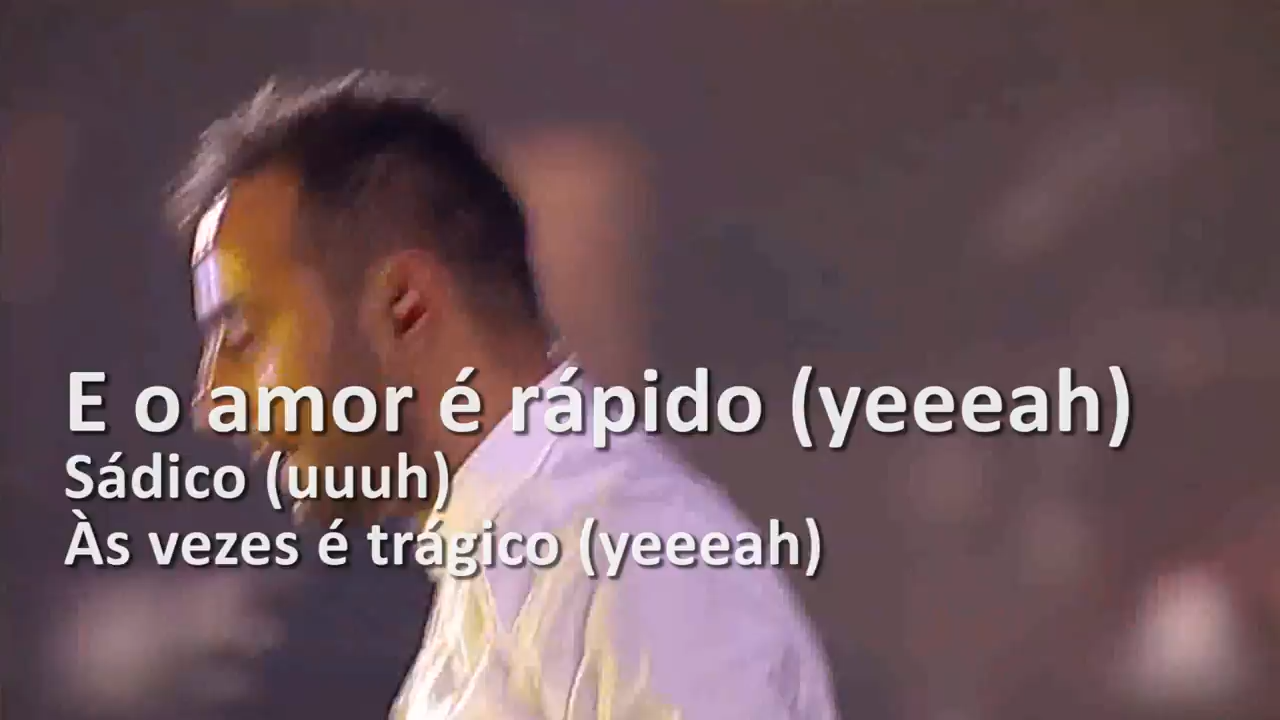 E o amor é rápido (yeeeah)
Sádico (uuuh)
Às vezes é trágico (yeeeah)